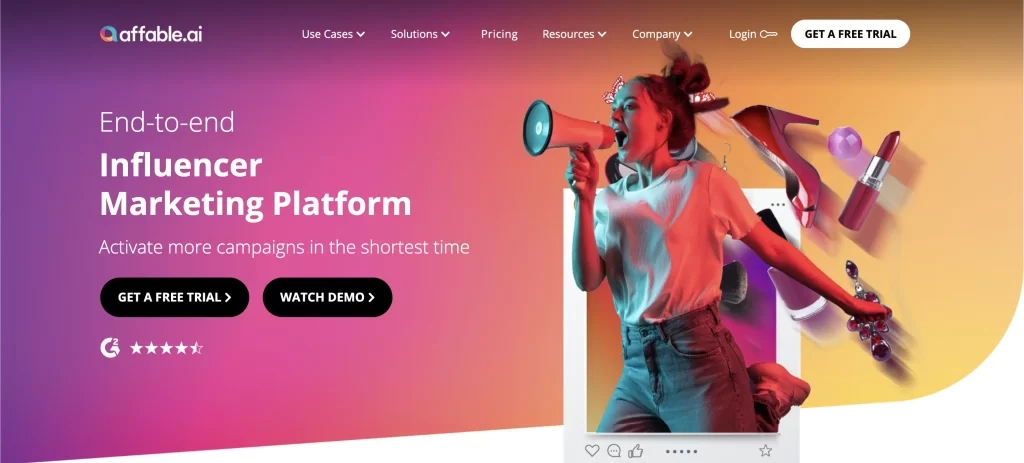 affable.ai
Use Cases
Solutions
Pricing
Resources
Company
Login
GET A FREE TRIAL
End-to-end
Influencer
Marketing Platform
Activate more campaigns in the shortest time
GET A FREE TRIAL
WATCH DEMO
G2